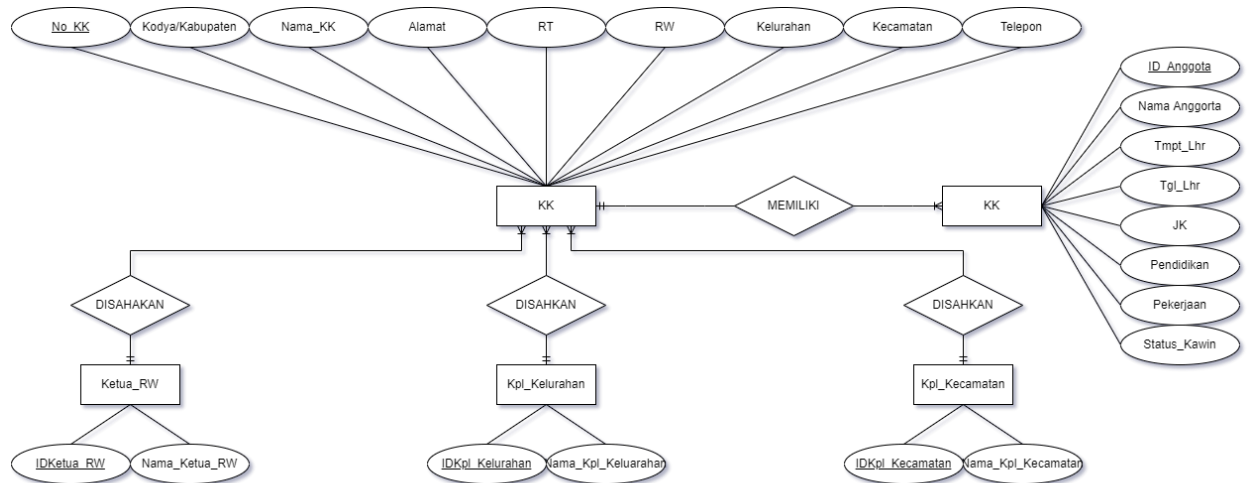 No_KK
Kodya/Kabupaten
Nama_KK
Alamat
RT
RW
Kelurahan
Kecamatan
Telepon
ID_Anggota
Nama Anggorta
Tmpt_Lhr
Tgl_Lhr
JK
Pendidikan
Pekerjaan
Status_Kawin
KK
MEMILIKI
KK
DISAHAKAN
DISAHKAN
DISAHKAN
Ketua_RW
Kpl_Kelurahan
Kpl_Kecamatan
IDKetua_RW
Nama_Ketua_RW
IDKpl_Kelurahan
Nama_Kpl_Keluarahan
IDKpl_Kecamatan
Nama_Kpl_Kecamatan